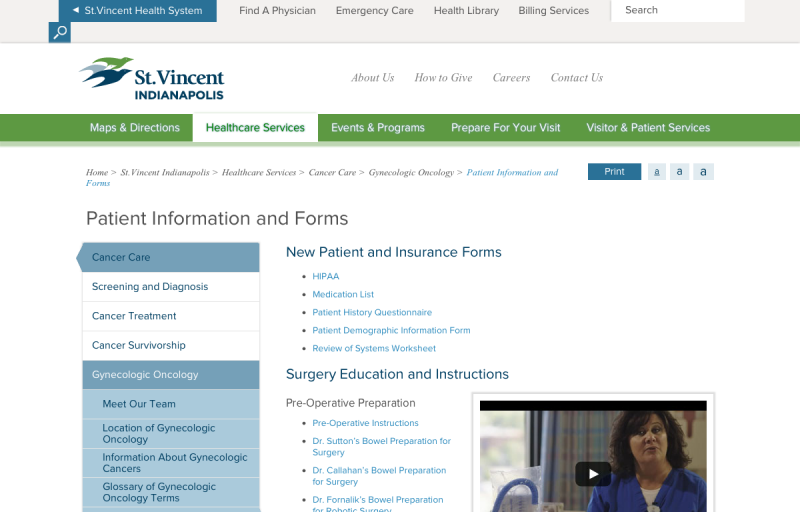 St.Vincent Health System
Find A Physician
Emergency Care
Health Library
Billing Services
Search
St.Vincent
INDIANAPOLIS
About Us
How to Give
Careers
Contact Us
Maps & Directions
Healthcare Services
Events & Programs
Prepare For Your Visit
Visitor & Patient Services
Home > St.Vincent Indianapolis > Healthcare Services > Cancer Care > Gynecologic Oncology > Patient Information and
Forms
Print
a
a
a
Patient Information and Forms
Cancer Care
Screening and Diagnosis
Cancer Treatment
Cancer Survivorship
Gynecologic Oncology
Meet Our Team
Location of Gynecologic
Oncology
Information About Gynecologic
Cancers
Glossary of Gynecologic
Oncology Terms
New Patient and Insurance Forms
HIPAA
Medication List
Patient History Questionnaire
Patient Demographic Information Form
Review of Systems Worksheet
Surgery Education and Instructions
Pre-Operative Preparation
Pre-Operative Instructions
Dr. Sutton's Bowel Preparation for
Surgery
Dr. Callahan's Bowel Preparation
for Surgery
Dr. Fornalik's Bowel Preparation
for Robotic Surgery